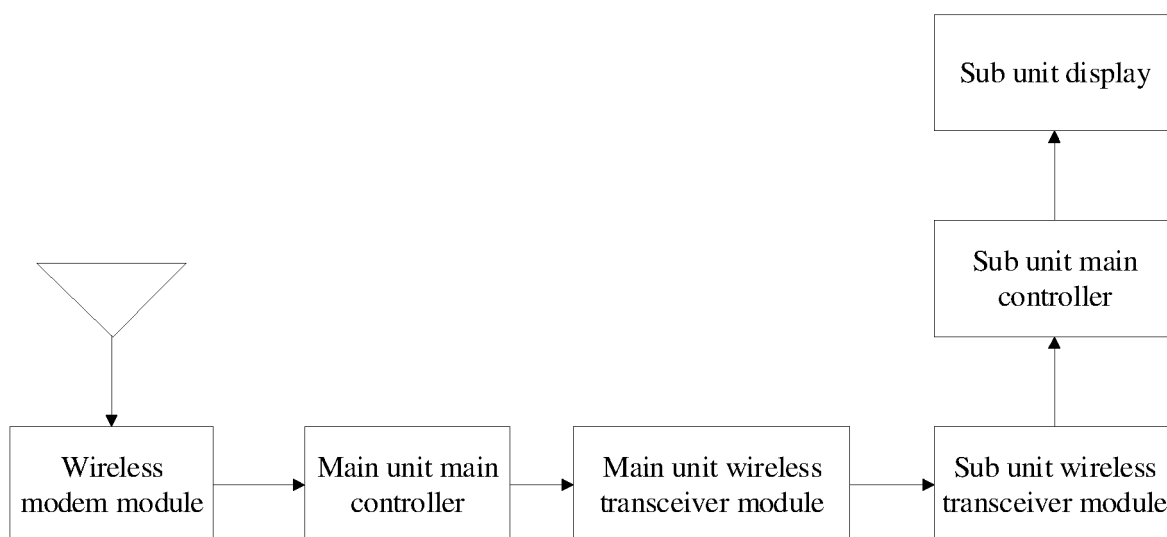 Sub unit display
Sub unit main
controller
Wireless
modem module
Main unit main
controller
Main unit wireless
transceiver module
Sub unit wireless
transceiver module